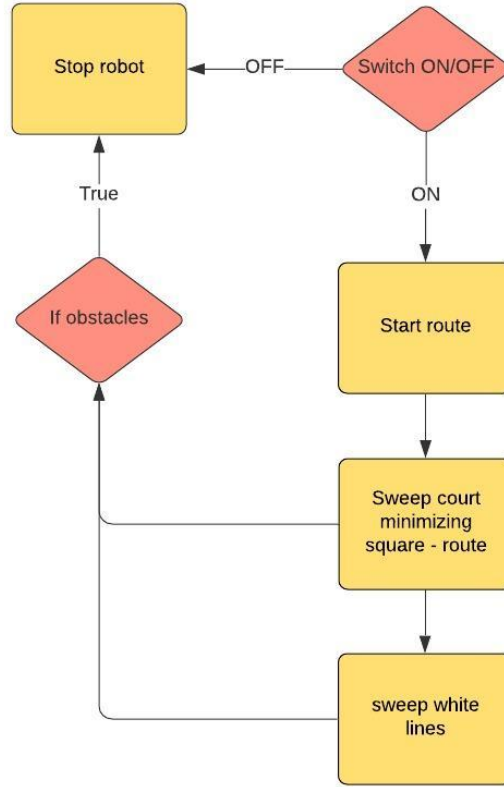 Stop robot
OFF
Switch ON/OFF
True
ON
If obstacles
Start route
Sweep court
minimizing
square - route
sweep white
lines